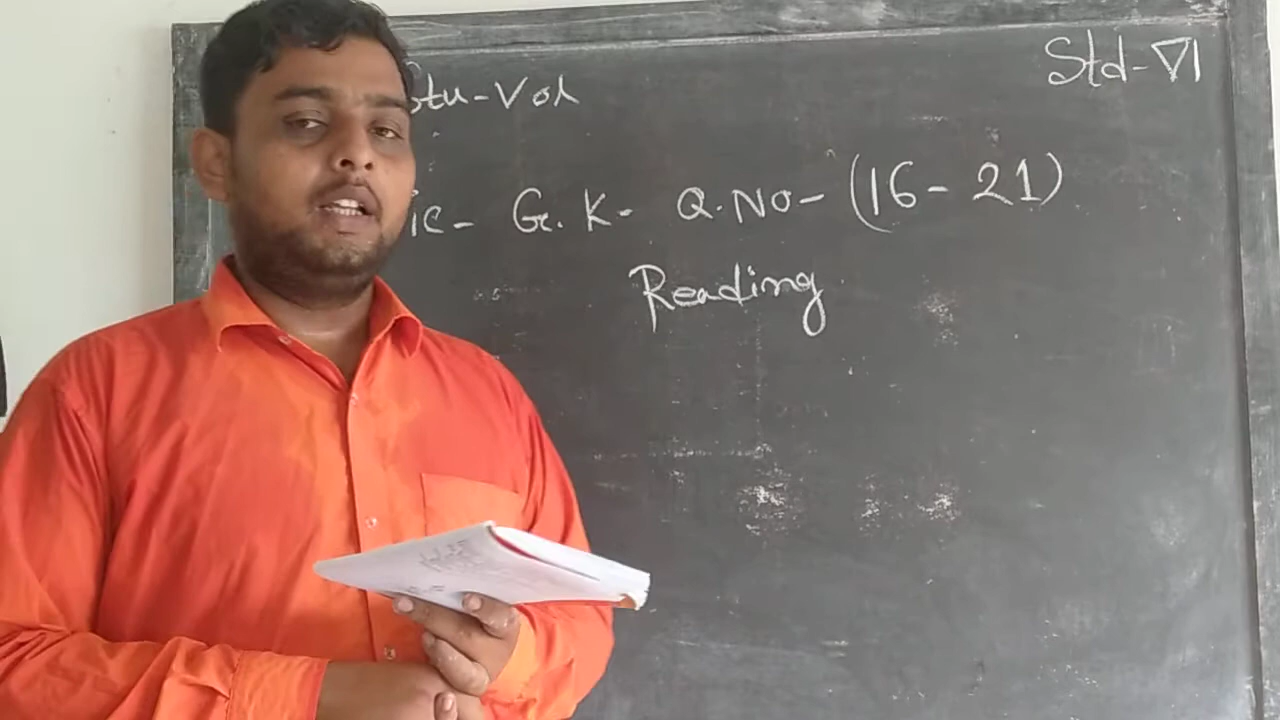 Stu-Vol Std-VI
ic- G.K- Q.NO- (16- 21)
Reading